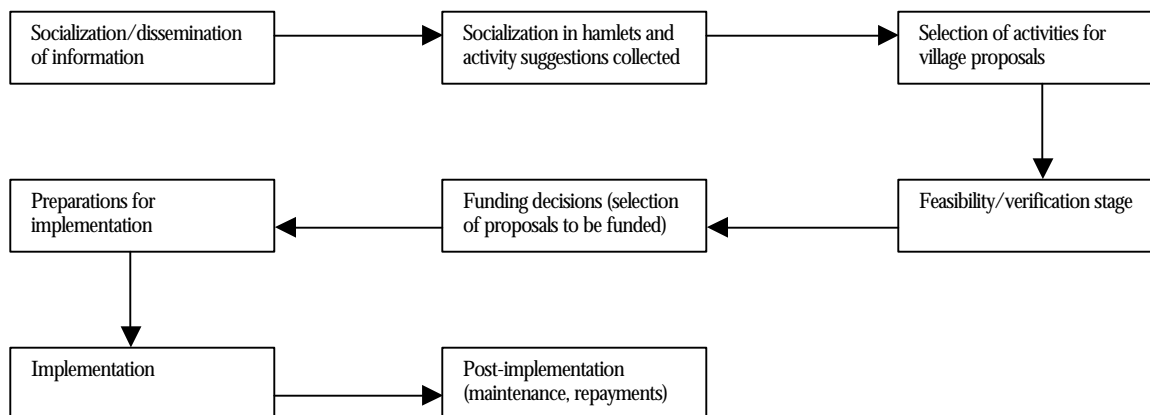 Socialization/dissemination
of information
Socialization in hamlets and
activity suggestions collected
Selection of activities for
village proposals
Feasibility/verification stage
Funding decisions (selection
of proposals to be funded)
Preparations for
implementation
Implementation
Post-implementation
(maintenance, repayments)